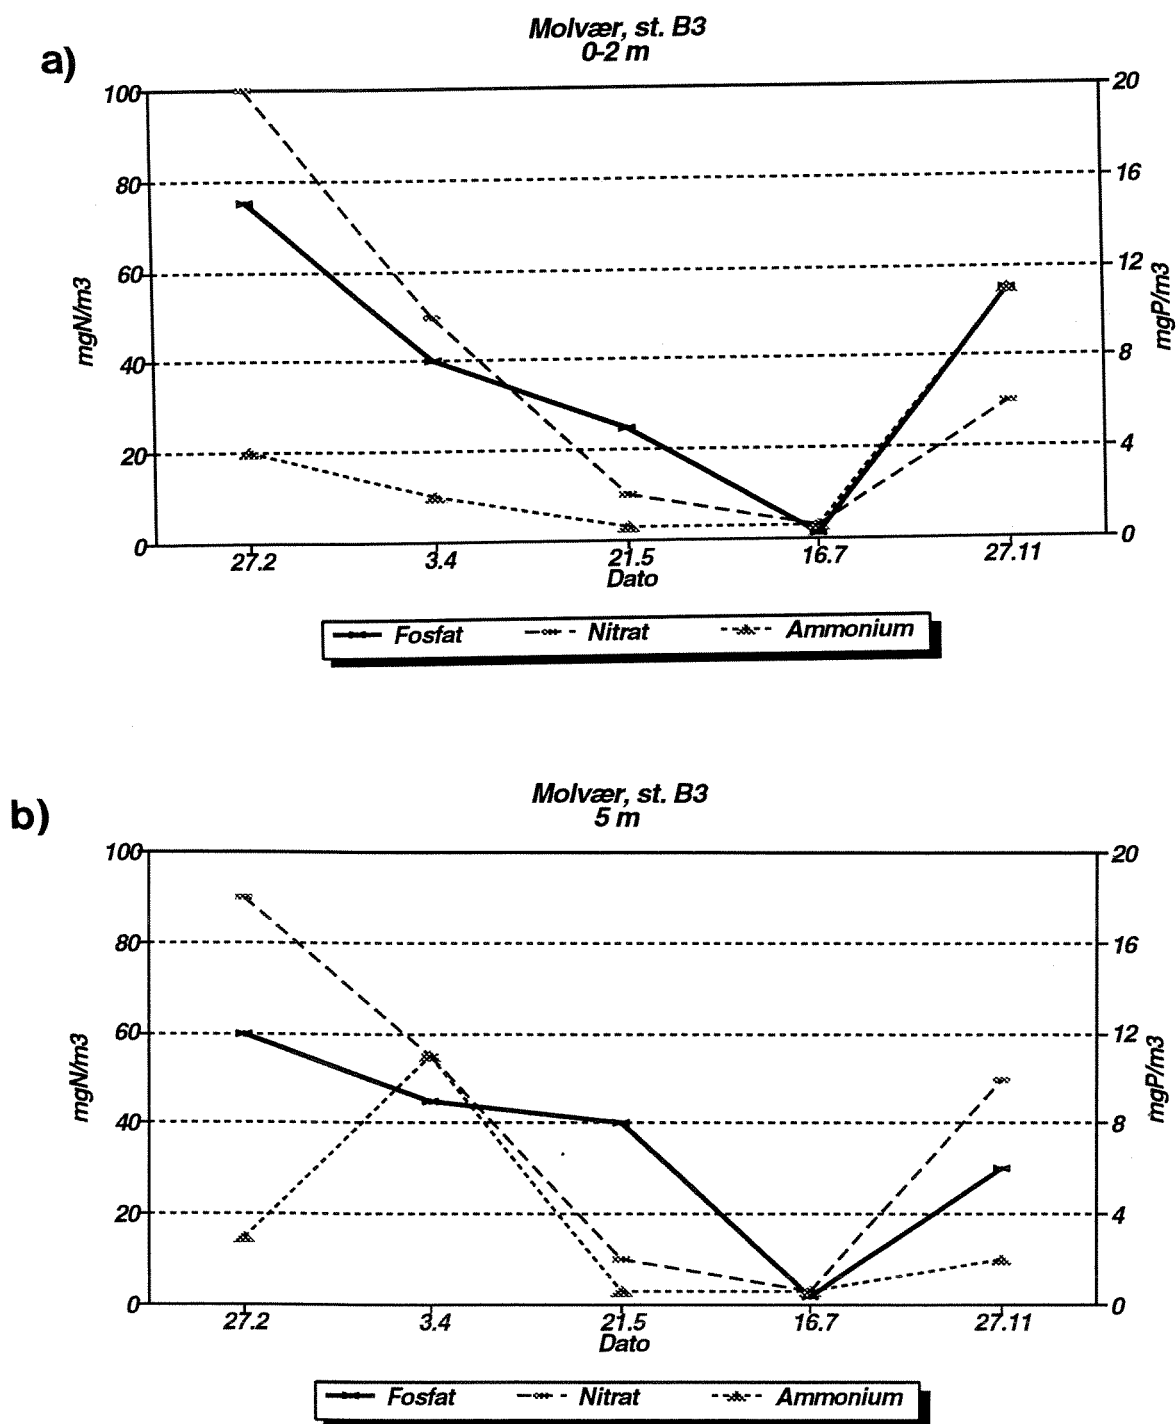 a)
Molvær, st. B3
0-2 m
100
80
60
40
20
0
mgN/m3
20
16
12
8
4
0
mgP/m3
27.2 3.4 21.5 16.7 27.11
Dato
Fosfat Nitrat Ammonium
b)
Molvær, st. B3
5 m
100
80
60
40
20
0
mgN/m3
20
16
12
8
4
0
mgP/m3
27.2 3.4 21.5 16.7 27.11
Dato
Fosfat Nitrat Ammonium